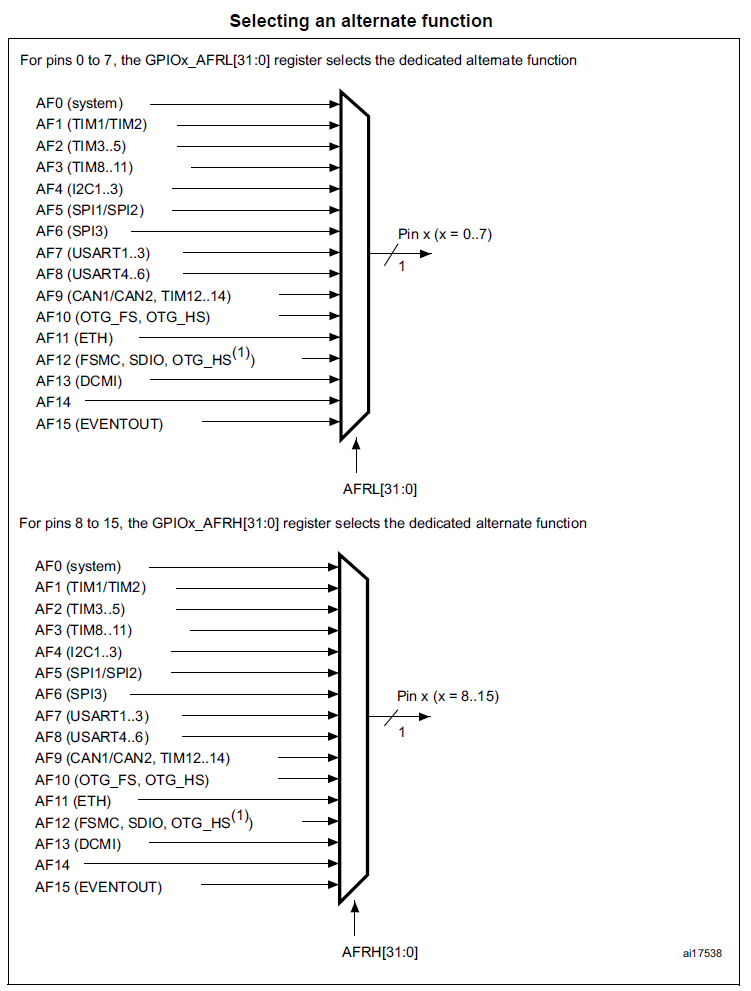 Selecting an alternate function
For pins 0 to 7, the GPIOx_AFRL[31:0] register selects the dedicated alternate function
AF0 (system)
AF1 (TIM1/TIM2)
AF2 (TIM3..5)
AF3 (TIM8..11)
AF4 (I2C1..3)
AF5 (SPI1/SPI2)
AF6 (SPI3)
AF7 (USART1..3)
AF8 (USART4..6)
AF9 (CAN1/CAN2, TIM12..14)
AF10 (OTG_FS, OTG_HS)
AF11 (ETH)
AF12 (FSMC, SDIO, OTG_HS(1))
AF13 (DCMI)
AF14
AF15 (EVENTOUT)
Pin x (x = 0..7)
1
AFRL[31:0]
For pins 8 to 15, the GPIOx_AFRH[31:0] register selects the dedicated alternate function
AF0 (system)
AF1 (TIM1/TIM2)
AF2 (TIM3..5)
AF3 (TIM8..11)
AF4 (I2C1..3)
AF5 (SPI1/SPI2)
AF6 (SPI3)
AF7 (USART1..3)
AF8 (USART4..6)
AF9 (CAN1/CAN2, TIM12..14)
AF10 (OTG_FS, OTG_HS)
AF11 (ETH)
AF12 (FSMC, SDIO, OTG_HS(1))
AF13 (DCMI)
AF14
AF15 (EVENTOUT)
Pin x (x = 8..15)
1
AFRH[31:0]
ai17538